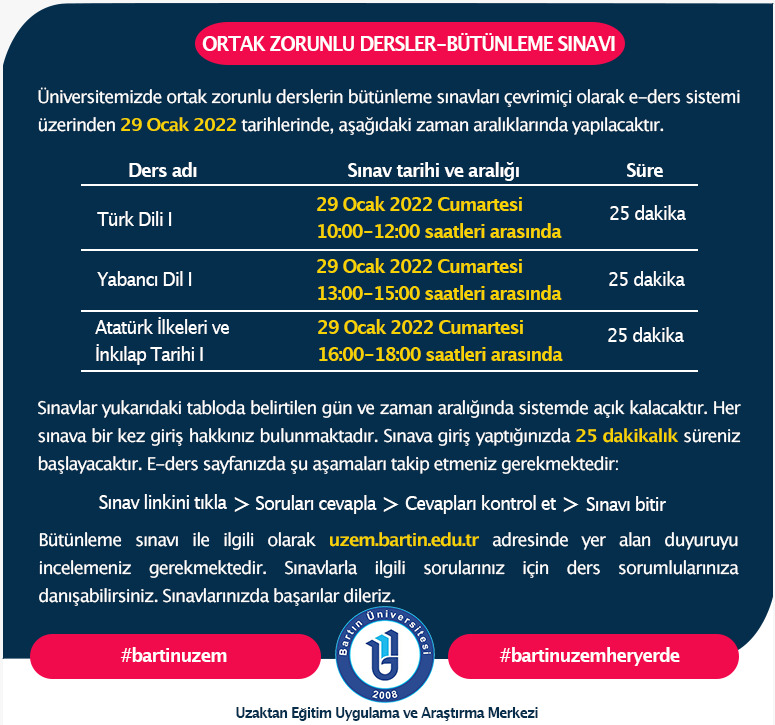 ORTAK ZORUNLU DERSLER-BÜTÜNLEME SINAVI
Üniversitemizde ortak zorunlu derslerin bütünleme sınavları çevrimiçi olarak e-ders sistemi
üzerinden 29 Ocak 2022 tarihlerinde, aşağıdaki zaman aralıklarında yapılacaktır.
Ders adı Sınav tarihi ve aralığı Süre
Türk Dili I 29 Ocak 2022 Cumartesi 25 dakika
10:00-12:00 saatleri arasında
Yabancı Dil I 29 Ocak 2022 Cumartesi 25 dakika
13:00-15:00 saatleri arasında
Atatürk İlkeleri ve 29 Ocak 2022 Cumartesi 25 dakika
İnkılap Tarihi I 16:00-18:00 saatleri arasında
Sınavlar yukarıdaki tabloda belirtilen gün ve zaman aralığında sistemde açık kalacaktır. Her
sınava bir kez giriş hakkınız bulunmaktadır. Sınava giriş yaptığınızda 25 dakikalık süreniz
başlayacaktır. E-ders sayfanızda şu aşamaları takip etmeniz gerekmektedir:
Sınav linkini tıkla > Soruları cevapla > Cevapları kontrol et > Sınavı bitir
Bütünleme sınavı ile ilgili olarak uzem.bartin.edu.tr adresinde yer alan duyuruyu
incelemeniz gerekmektedir. Sınavlarla ilgili sorularınız için ders sorumlularınıza
danışabilirsiniz. Sınavlarınızda başarılar dileriz.
#bartinuzem
Bartın Üniversitesi
2008
#bartinuzemheryerde
Uzaktan Eğitim Uygulama ve Araştırma Merkezi